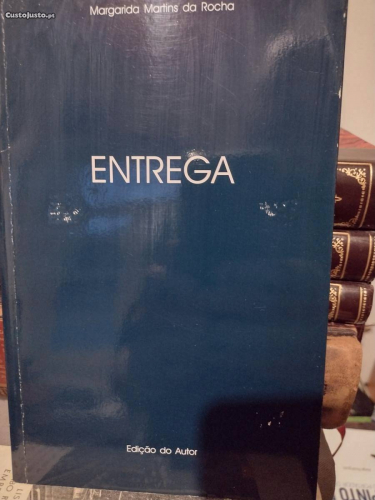 CustoJusto.pt
Margarida Martins da Rocha
ENTREGA
Edição do Autor